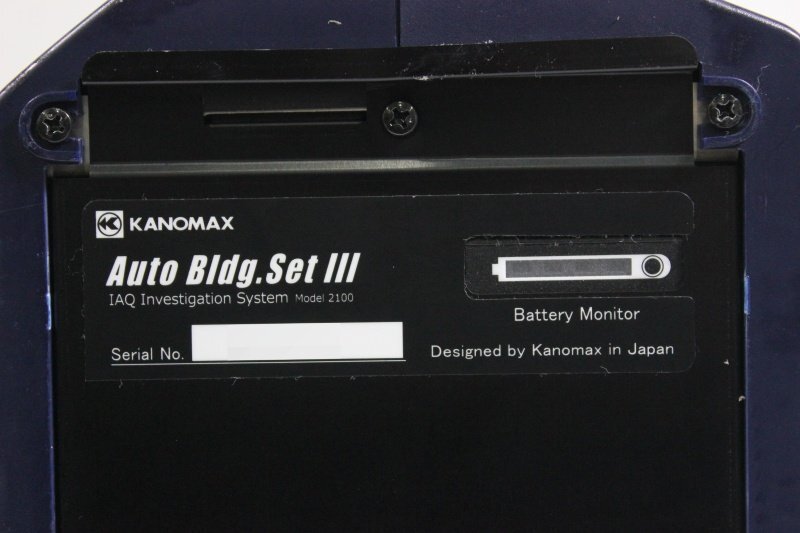 KANOMAX
Auto Bldg.Set III
IAQ Investigation System Model 2100
Battery Monitor
Serial No.
Designed by Kanomax in Japan